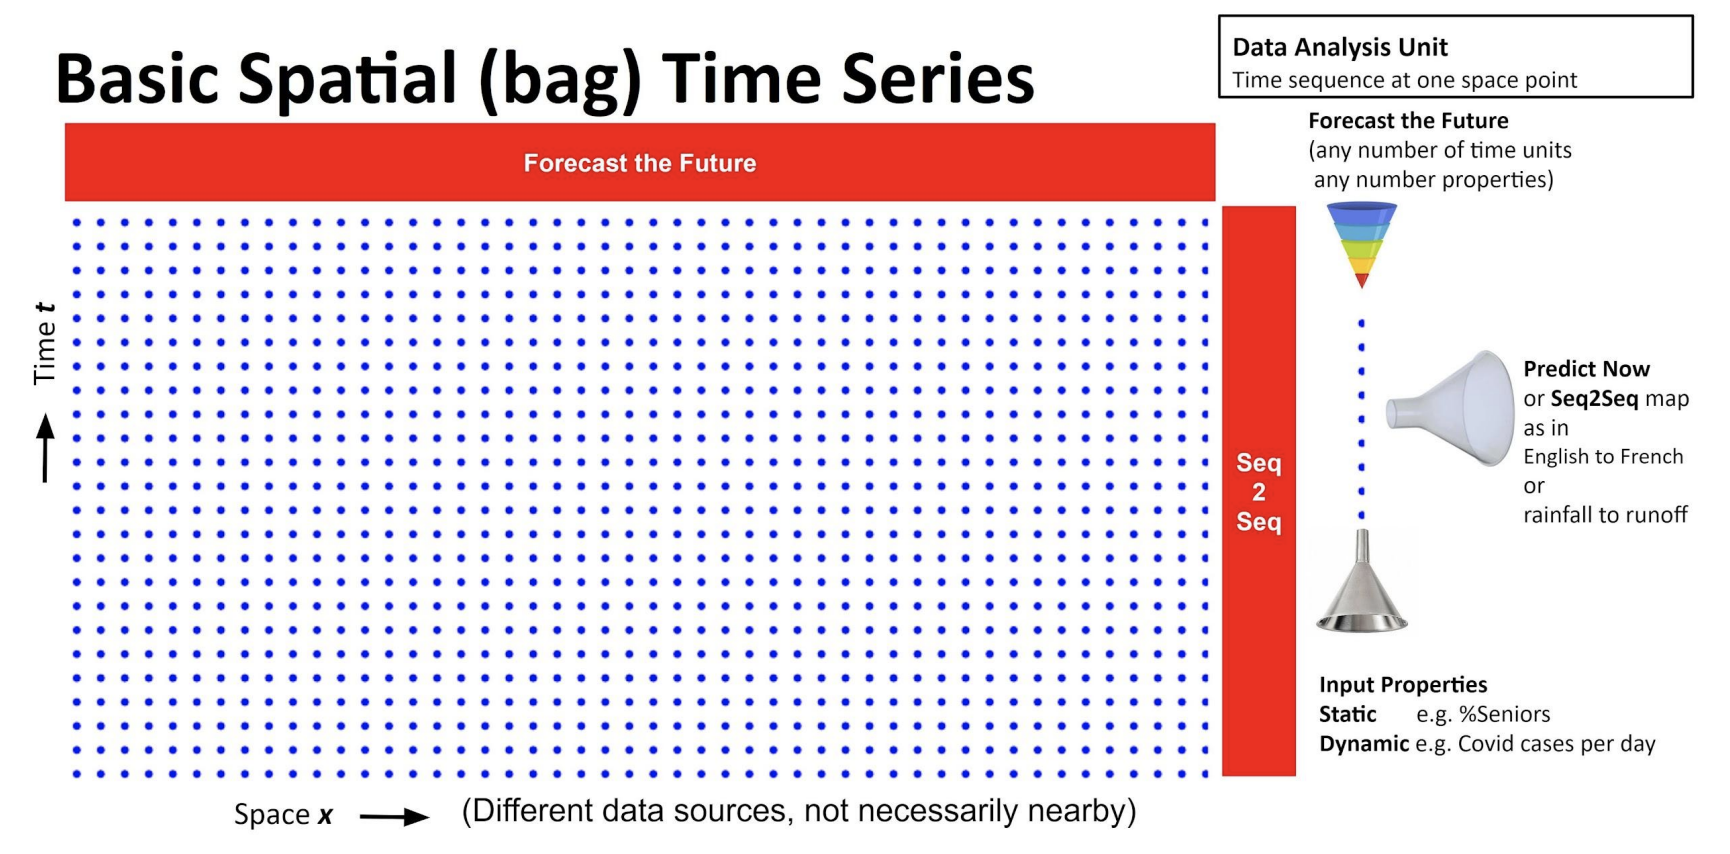 Basic Spatial (bag) Time Series
Data Analysis Unit
Time sequence at one space point
Forecast the Future
Forecast the Future
(any number of time units
any number properties)
Time t
Seq
2
Seq
Predict Now
or Seq2Seq map
as in
English to French
or
rainfall to runoff
Input Properties
Static e.g. %Seniors
Dynamic e.g. Covid cases per day
Space x
(Different data sources, not necessarily nearby)